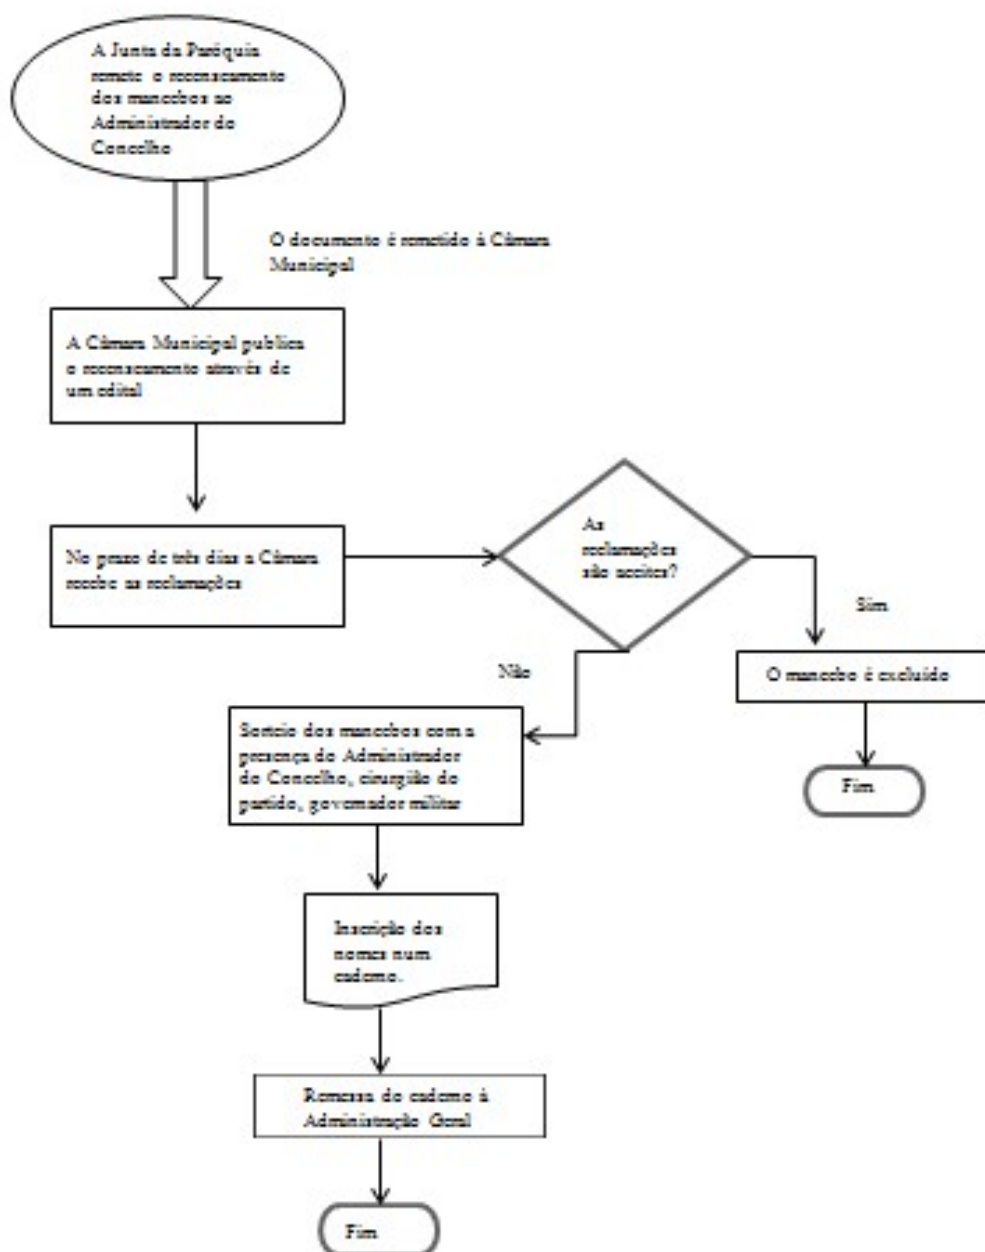 A Junta da Paróquia
remete o recenseamento
dos mancebos ao
Administrador do
Concelho
O documento é remetido à Câmara
Municipal
A Câmara Municipal publica
o recenseamento através de
um edital
No prazo de três dias a Câmara
recebe as reclamações
As
reclamações
são aceites?
Sim
O mancebo é excluído
Fim
Não
Sorteio dos mancebos com a
presença do Administrador
do Concelho, cirurgião do
partido, governador militar
Inscrição dos
nomes num
caderno.
Remessa do caderno à
Administração Geral
Fim